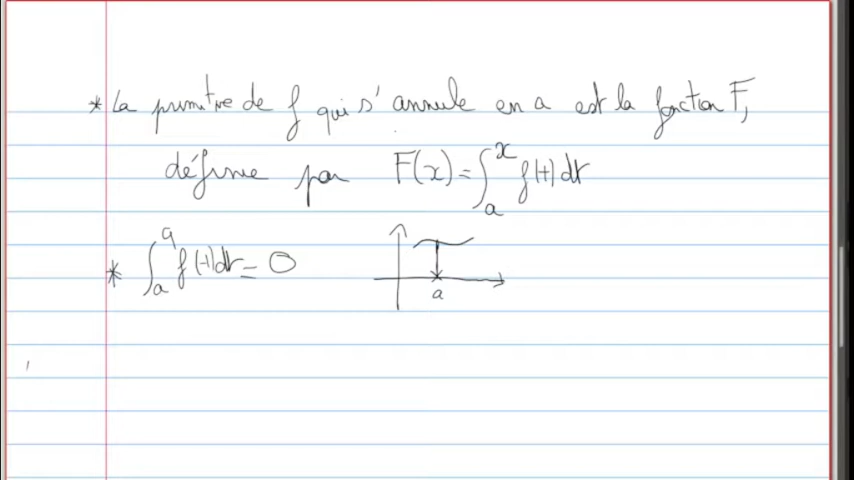 * La primitive de f qui s'annule en a est la fonction F,
définie par F(x) = ∫_a^x f(t) dt
* ∫_a^a f(t) dt = 0
a